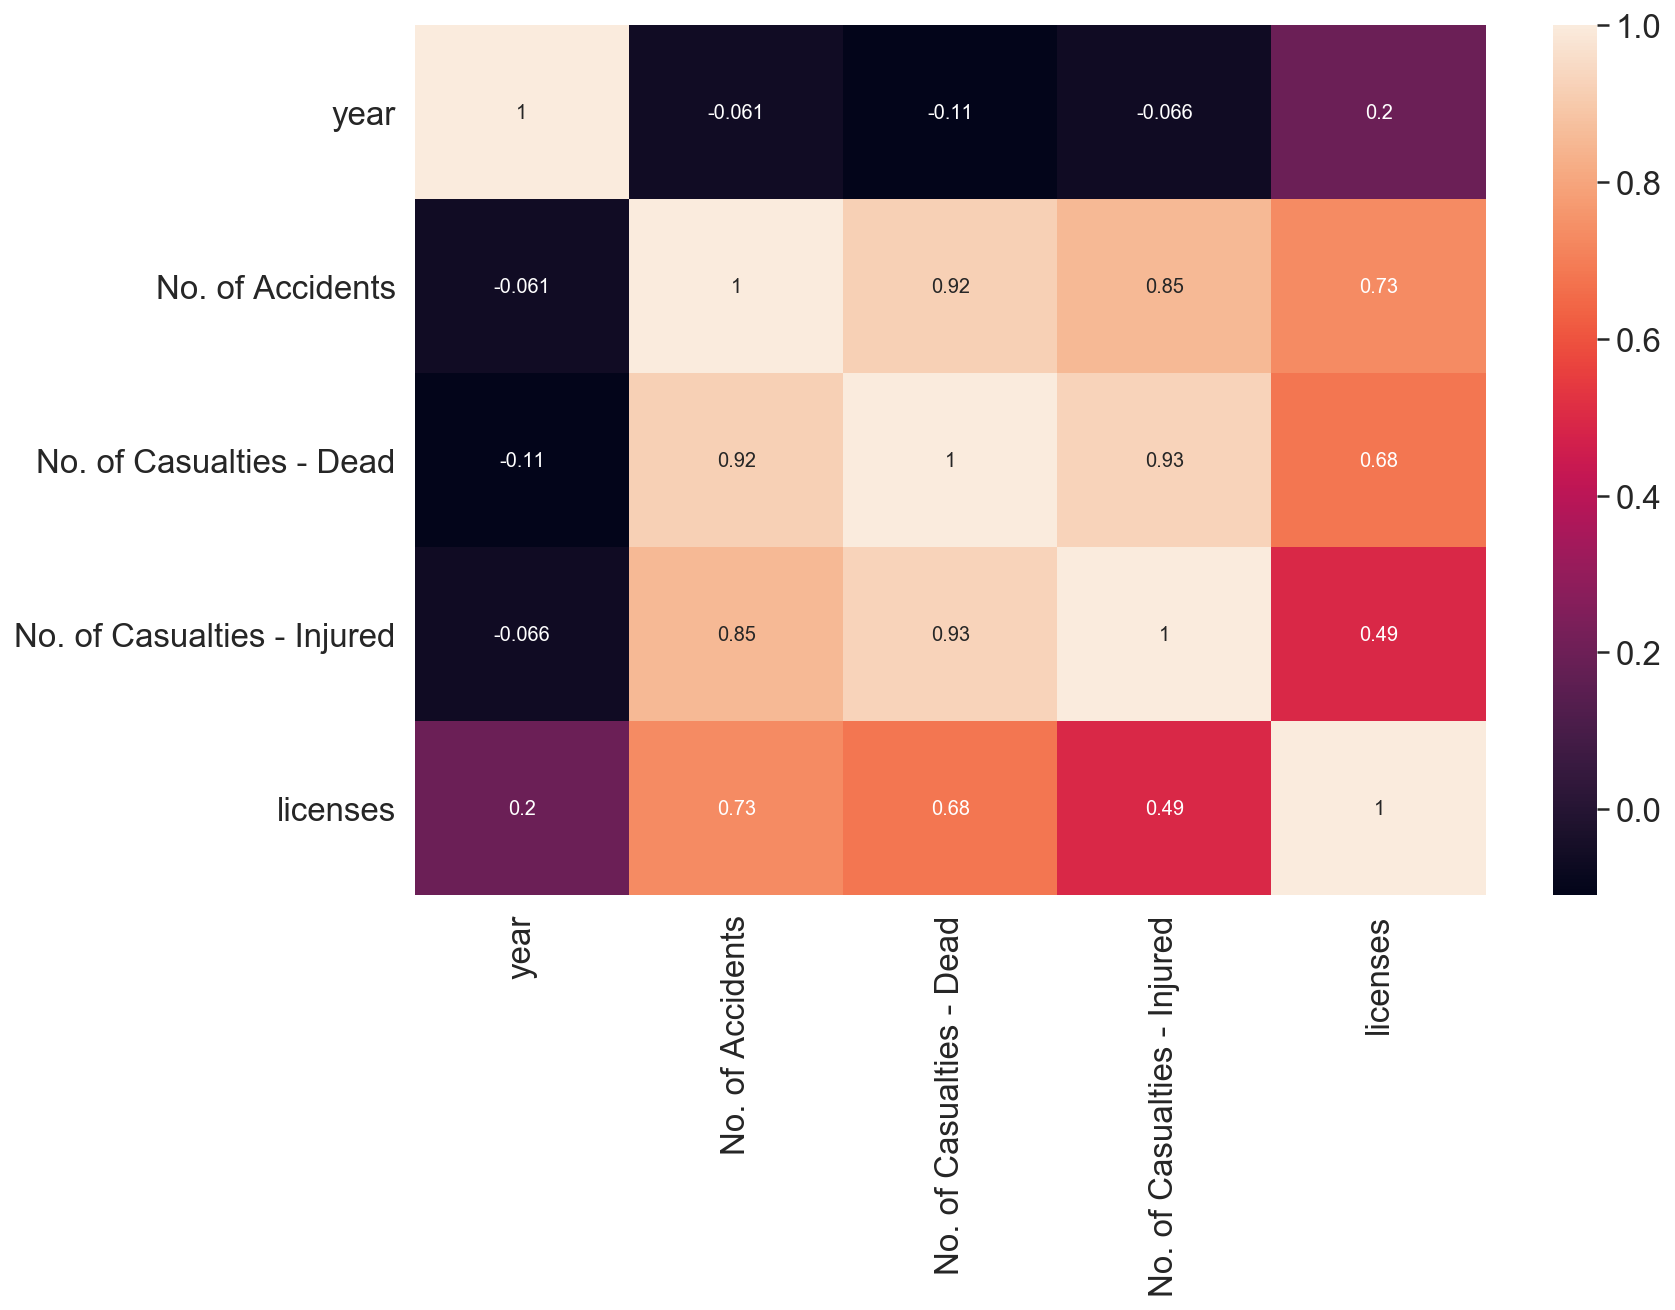 year 1 -0.061 -0.11 -0.066 0.2
No. of Accidents -0.061 1 0.92 0.85 0.73
No. of Casualties - Dead -0.11 0.92 1 0.93 0.68
No. of Casualties - Injured -0.066 0.85 0.93 1 0.49
licenses 0.2 0.73 0.68 0.49 1
year
No. of Accidents
No. of Casualties - Dead
No. of Casualties - Injured
licenses
1.0
0.8
0.6
0.4
0.2
0.0